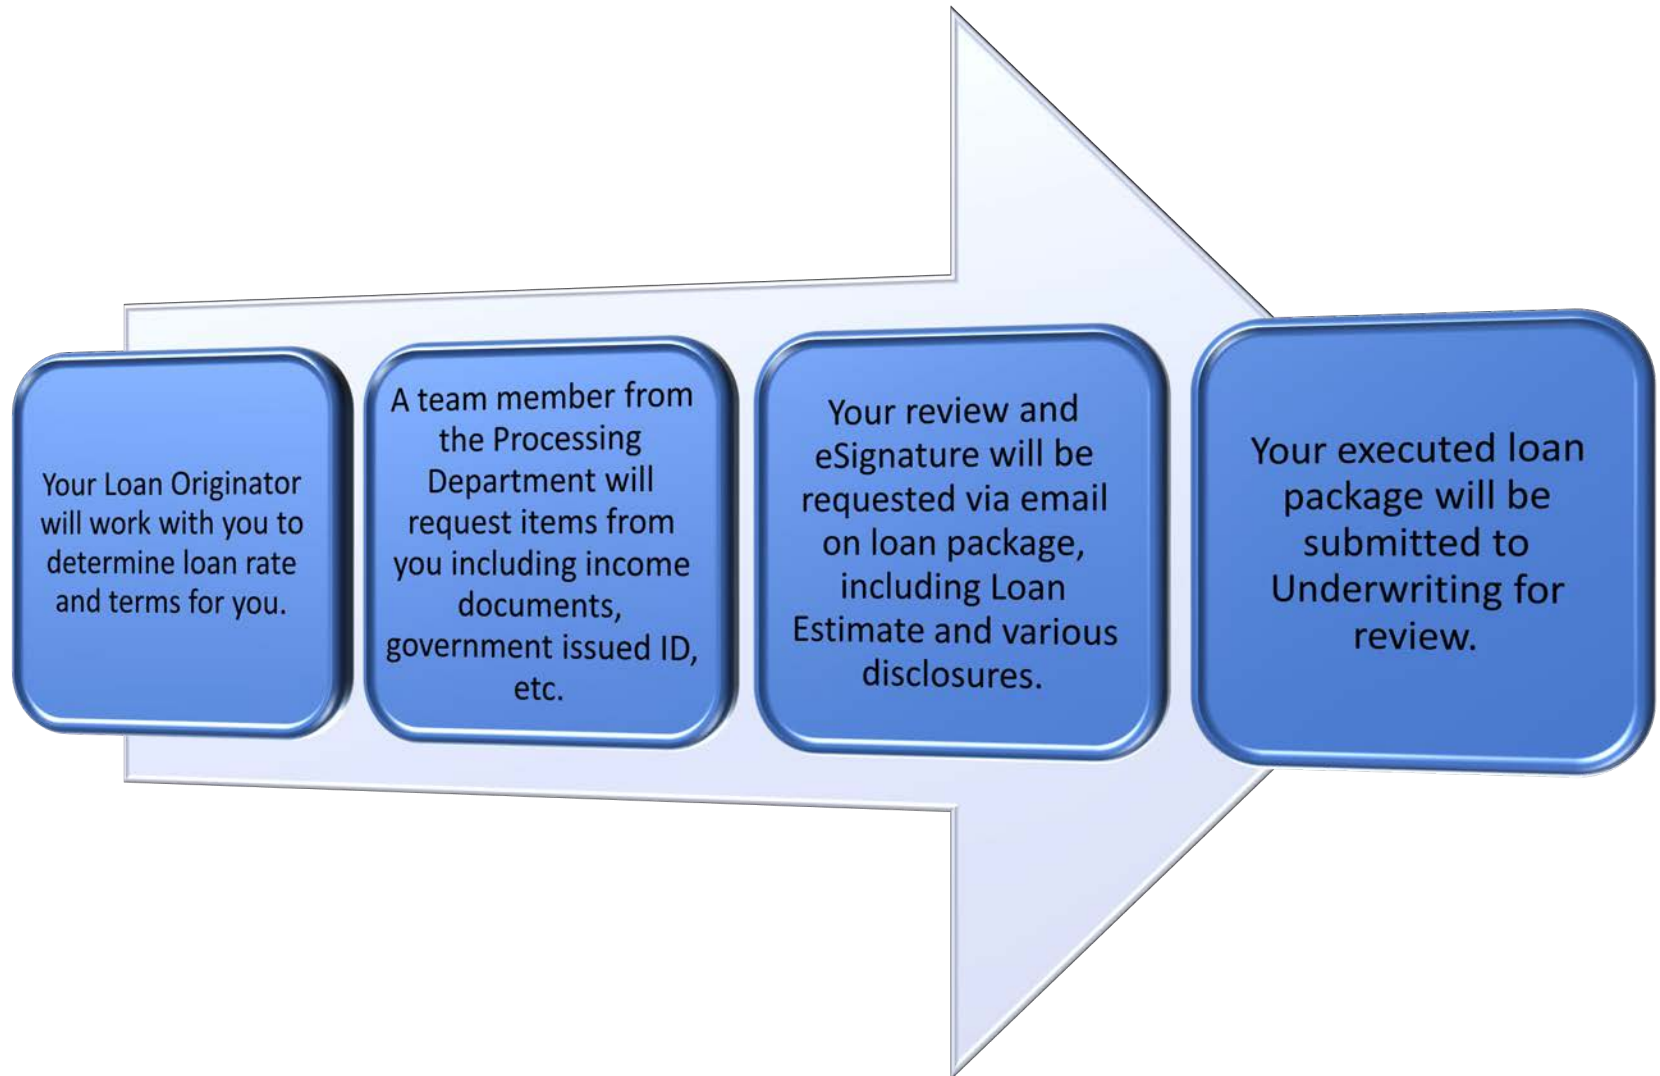 Your Loan Originator
will work with you to
determine loan rate
and terms for you.
A team member from
the Processing
Department will
request items from
you including income
documents,
government issued ID,
etc.
Your review and
eSignature will be
requested via email
on loan package,
including Loan
Estimate and various
disclosures.
Your executed loan
package will be
submitted to
Underwriting for
review.